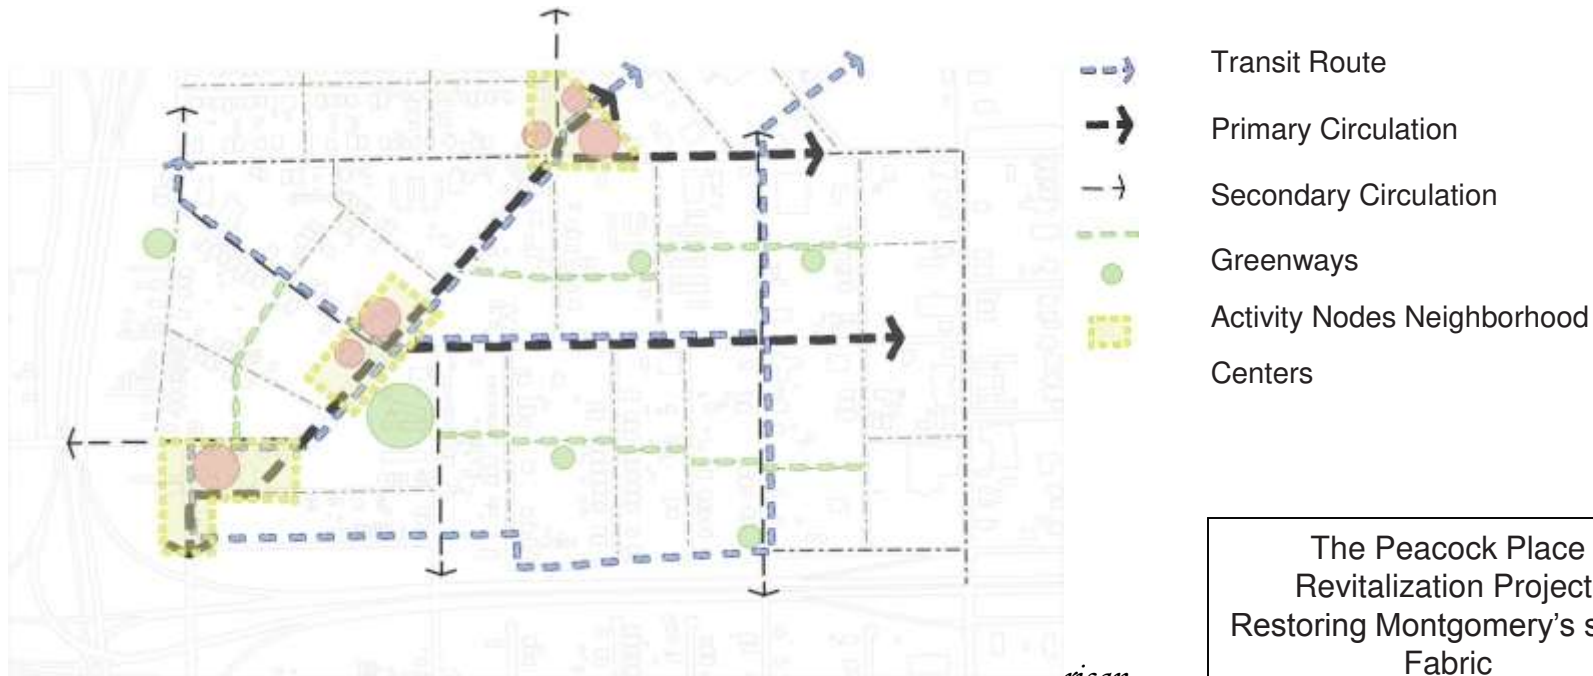 Transit Route
Primary Circulation
Secondary Circulation
Greenways
Activity Nodes Neighborhood
Centers
The Peacock Place
Revitalization Project
Restoring Montgomery's
Fabric